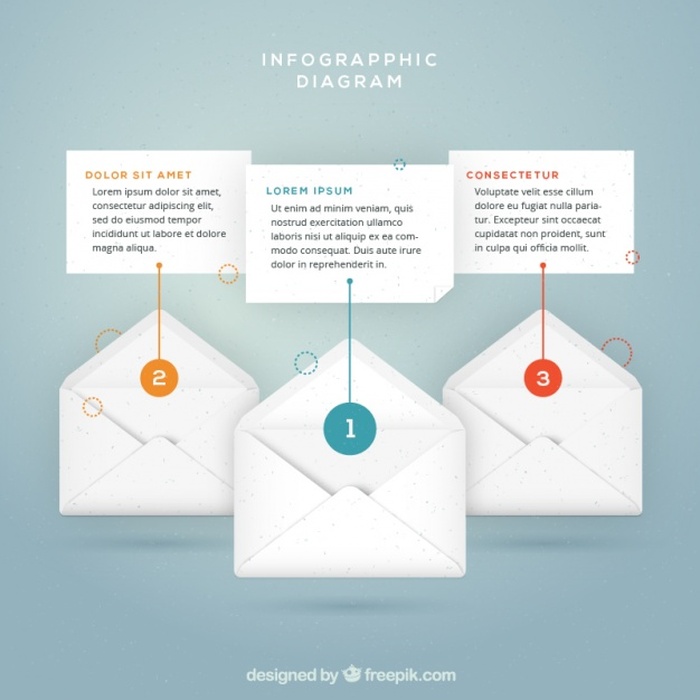 INFOGRAPPHIC
DIAGRAM
DOLOR SIT AMET
Lorem ipsum dolor sit amet,
consectetur adipiscing elit,
sed do eiusmod tempor
incididunt ut labore et dolore
magna aliqua.
2
LOREM IPSUM
Ut enim ad minim veniam, quis
nostrud exercitation ullamco
laboris nisi ut aliquip ex ea com-
modo consequat. Duis aute irure
dolor in reprehenderit in.
1
CONSECTETUR
Voluptate velit esse cillum
dolore eu fugiat nulla paria-
tur. Excepteur sint occaecat
cupidatat non proident, sunt
in culpa qui officia mollit.
3
designed by freepik.com